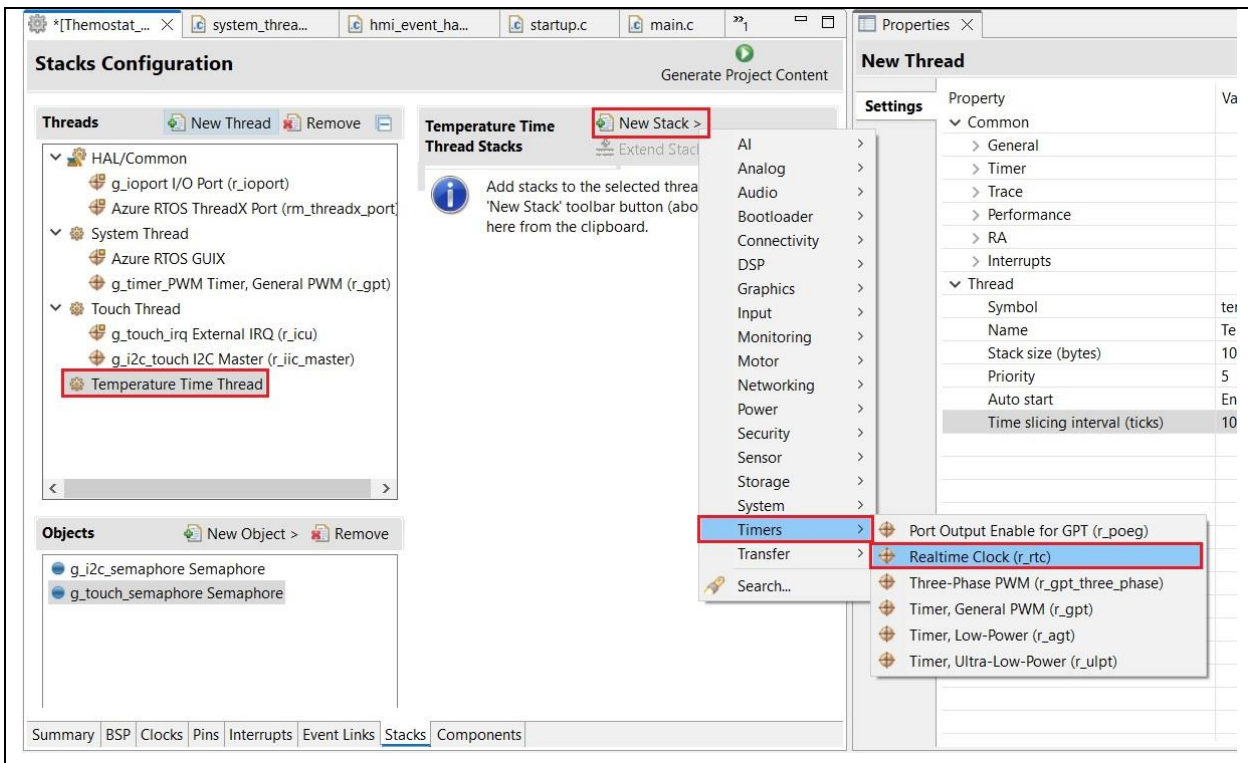 *[Themostat_...
system_threa...
hmi_event_ha...
startup.c
main.c
»1
Properties
Stacks Configuration
Generate Project Content
Threads
New Thread
Remove
HAL/Common
g_ioport I/O Port (r_ioport)
Azure RTOS ThreadX Port (rm_threadx_port)
System Thread
Azure RTOS GUIX
g_timer_PWM Timer, General PWM (r_gpt)
Touch Thread
g_touch_irq External IRQ (r_icu)
g_i2c_touch I2C Master (r_iic_master)
Temperature Time Thread
Temperature Time
Thread Stacks
New Stack >
Extend Stac
Add stacks to the selected threa
'New Stack' toolbar button (abo
here from the clipboard.
AI
Analog
Audio
Bootloader
Connectivity
DSP
Graphics
Input
Monitoring
Motor
Networking
Power
Security
Sensor
Storage
System
Timers
Transfer
Search...
Port Output Enable for GPT (r_poeg)
Realtime Clock (r_rtc)
Three-Phase PWM (r_gpt_three_phase)
Timer, General PWM (r_gpt)
Timer, Low-Power (r_agt)
Timer, Ultra-Low-Power (r_ulpt)
Objects
New Object >
Remove
g_i2c_semaphore Semaphore
g_touch_semaphore Semaphore
Summary BSP Clocks Pins Interrupts Event Links Stacks Components
New Thread
Settings
Property Va
Common
General
Timer
Trace
Performance
RA
Interrupts
Thread
Symbol ter
Name Te
Stack size (bytes) 10
Priority 5
Auto start En
Time slicing interval (ticks) 10